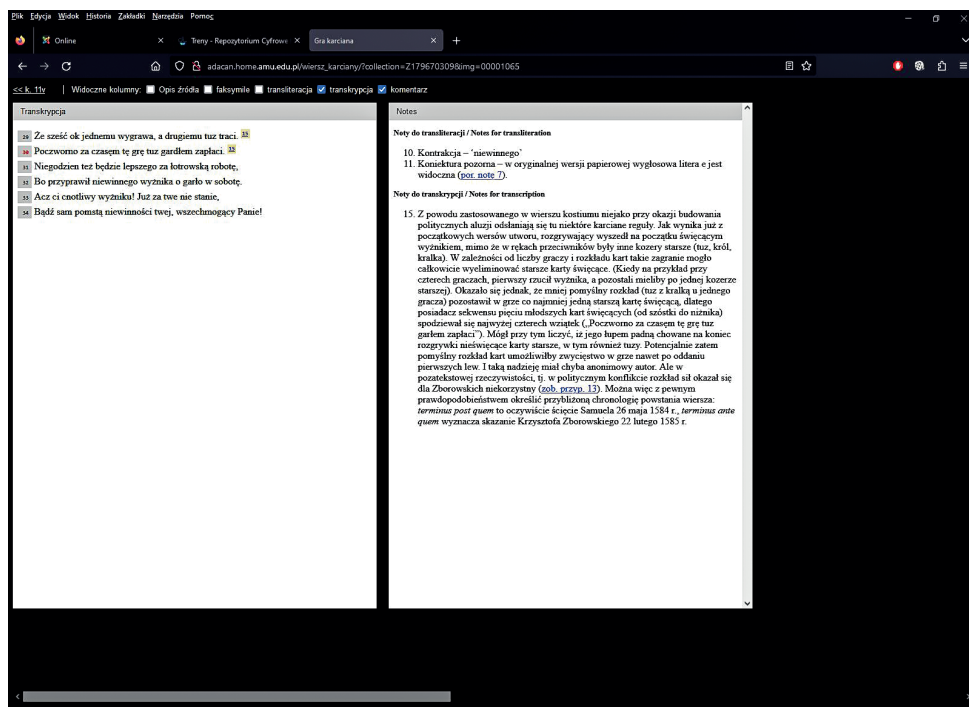 Plik Edycja Widok Historia Zakładki Narzędzia Pomoc
Online
Treny - Repozytorium Cyfrowe
Gra karciana
adacan.home.amu.edu.pl/wiersz_karciany/?collection=Z179670309&img=00001065
<< k. 11v | Widoczne kolumny: Opis źródła faksymile transliteracja transkrypcja komentarz
Transkrypcja
29 Że sześć ok jednemu wygrawa, a drugiemu tuz traci. 15
30 Poczworno za czasęm tę grę tuz gardłem zapłaci. 15
31 Niegodzien też będzie lepszego za łotrowską robotę,
32 Bo przyprawił niewinnego wyżnika o garło w sobotę.
33 Acz ci cnotliwy wyżniku! Już za twe nie stanie,
34 Bądź sam pomstą niewinności twej, wszechmogący Panie!
Notes
Noty do transliteracji / Notes for transliteration
10. Kontrakcja – ‘niewinnego’
11. Koniektura pozorna – w oryginalnej wersji papierowej wygłosowa litera e jest
widoczna (por. note 7).
Noty do transkrypcji / Notes for transcription
15. Z powodu zastosowanego w wierszu kostiumu niejako przy okazji budowania
politycznych aluzji odsłaniają się tu niektóre karciane reguły. Jak wynika już z
początkowych wersów utworu, rozgrywający wyszedł na początku święcącym
wyżnikiem, mimo że w rękach przeciwników były inne kozery starsze (tuz, król,
kralka). W zależności od liczby graczy i rozkładu kart takie zagranie mogło
całkowicie wyeliminować starsze karty święcące. (Kiedy na przykład przy
czterech graczach, pierwszy rzucił wyżnika, a pozostali mieliby po jednej kozerze
starszej). Okazało się jednak, że mniej pomyślny rozkład (tuz z kralką u jednego
gracza) pozostawił w grze co najmniej jedną starszą kartę święcącą, dlatego
posiadacz sekwensu pięciu młodszych kart święcących (od szóstki do niżnika)
spodziewał się najwyżej czterech wziątek („Poczworno za czasem tę grę tuz
garłem zapłaci”). Mógł przy tym liczyć, iż jego łupem padną chowane na koniec
rozgrywki nieświęcące karty starsze, w tym również tuzy. Potencjalnie zatem
pomyślny rozkład kart umożliwiłby zwycięstwo w grze nawet po oddaniu
pierwszych lew. I taką nadzieję miał chyba anonimowy autor. Ale w
pozatekstowej rzeczywistości, tj. w politycznym konflikcie rozkład sił okazał się
dla Zborowskich niekorzystny (zob. przyp. 13). Można więc z pewnym
prawdopodobieństwem określić przybliżoną chronologię powstania wiersza:
terminus post quem to oczywiście ścięcie Samuela 26 maja 1584 r., terminus ante
quem wyznacza skazanie Krzysztofa Zborowskiego 22 lutego 1585 r.